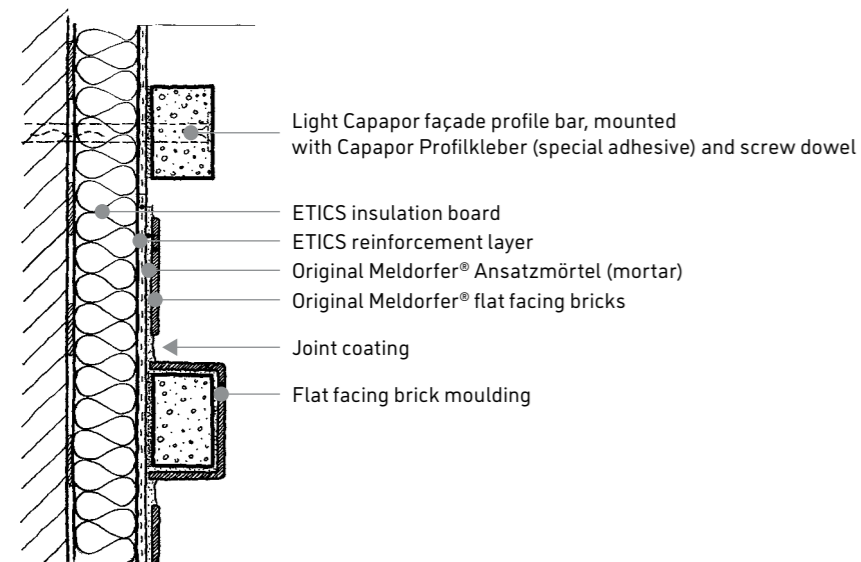 Light Capapor façade profile bar, mounted
with Capapor Profilkleber (special adhesive) and screw dowel
ETICS insulation board
ETICS reinforcement layer
Original Meldorfer® Ansatzmörtel (mortar)
Original Meldorfer® flat facing bricks
Joint coating
Flat facing brick moulding